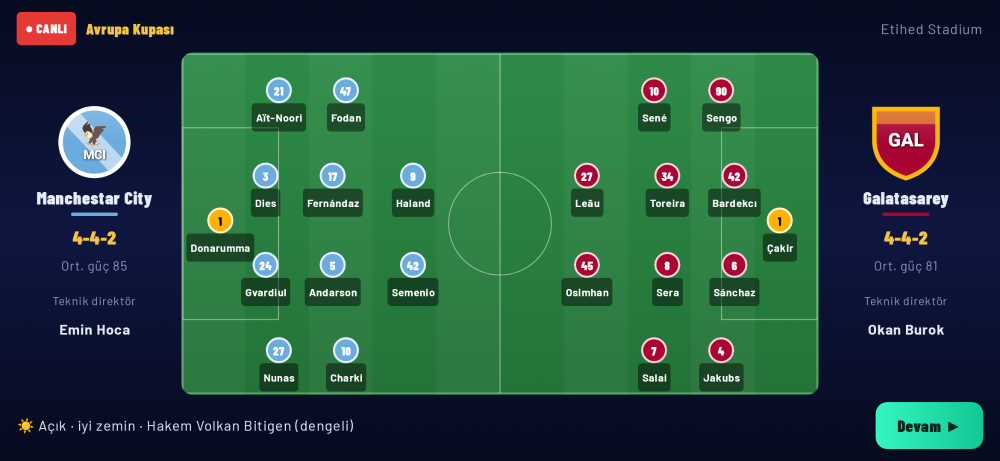 CANLI Avrupa Kupası
Etihed Stadium
MCI
Manchestar City
4-4-2
Ort. güç 85
Teknik direktör
Emin Hoca
21
Aït-Noori
47
Fodan
3
Dies
17
Fernándaz
9
Haland
1
Donarumma
24
Gvardiul
5
Andarson
42
Semenio
27
Nunas
10
Charki
10
Sené
90
Sengo
27
Leão
34
Toreira
42
Bardekcı
1
Çakir
45
Osimhan
8
Sera
6
Sánchaz
7
Salai
4
Jakubs
GAL
Galatasarey
4-4-2
Ort. güç 81
Teknik direktör
Okan Burok
Açık · iyi zemin · Hakem Volkan Bitigen (dengeli)
Devam ►